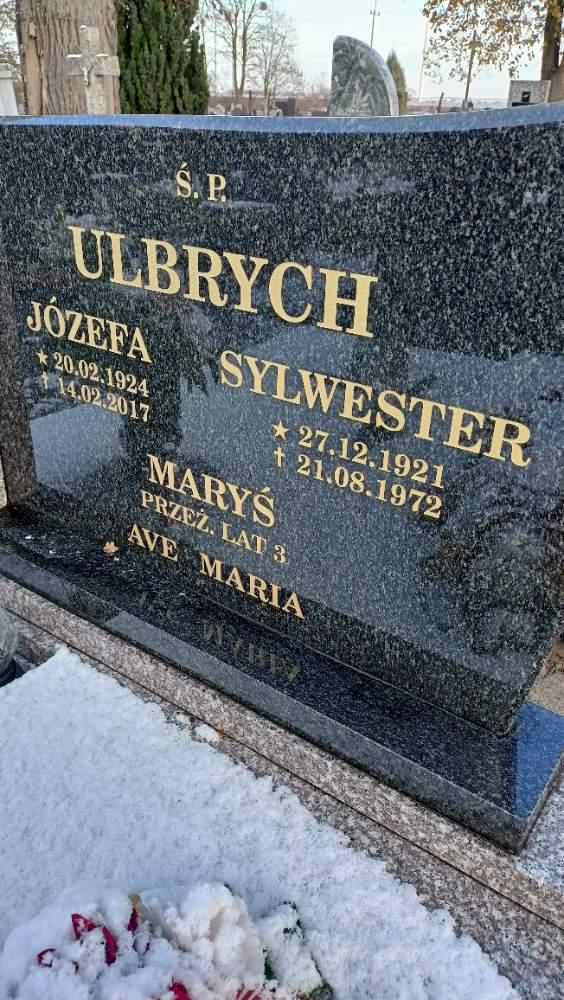 Ś. P.
ULBRYCH
JÓZEFA
★ 20.02.1924
† 14.02.2017
SYLWESTER
★ 27.12.1921
† 21.08.1972
MARYŚ
PRZEŻ. LAT 3
AVE MARIA